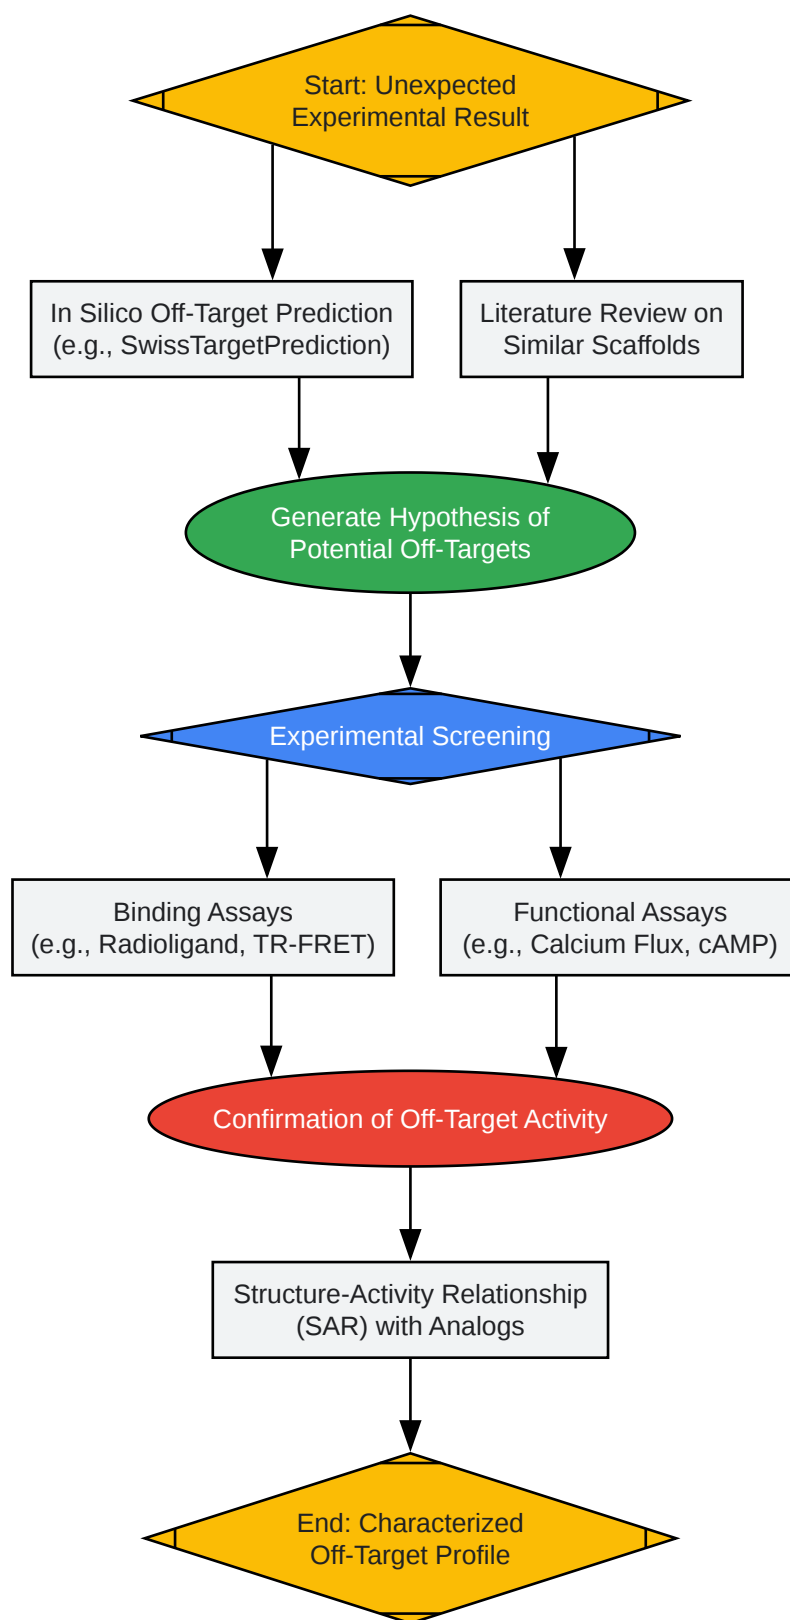 Start: Unexpected
Experimental Result
In Silico Off-Target Prediction
(e.g., SwissTargetPrediction)
Literature Review on
Similar Scaffolds
Generate Hypothesis of
Potential Off-Targets
Experimental Screening
Binding Assays
(e.g., Radioligand, TR-FRET)
Functional Assays
(e.g., Calcium Flux, cAMP)
Confirmation of Off-Target Activity
Structure-Activity Relationship
(SAR) with Analogs
End: Characterized
Off-Target Profile